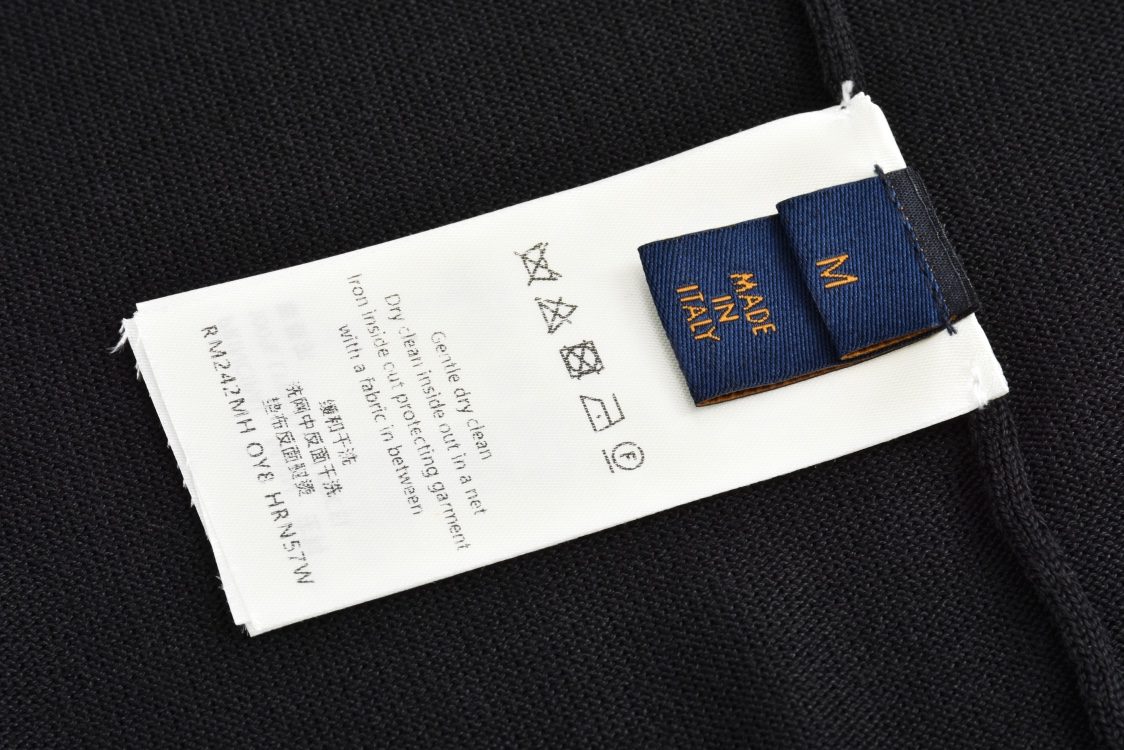 M
MADE
IN
ITALY
F
Gentle dry clean
Dry clean inside out in a net
Iron inside out protecting garment
with a fabric in between
缓和干洗
洗网中反面干洗
垫布反面熨烫
RM242MH OY8 HRN57W